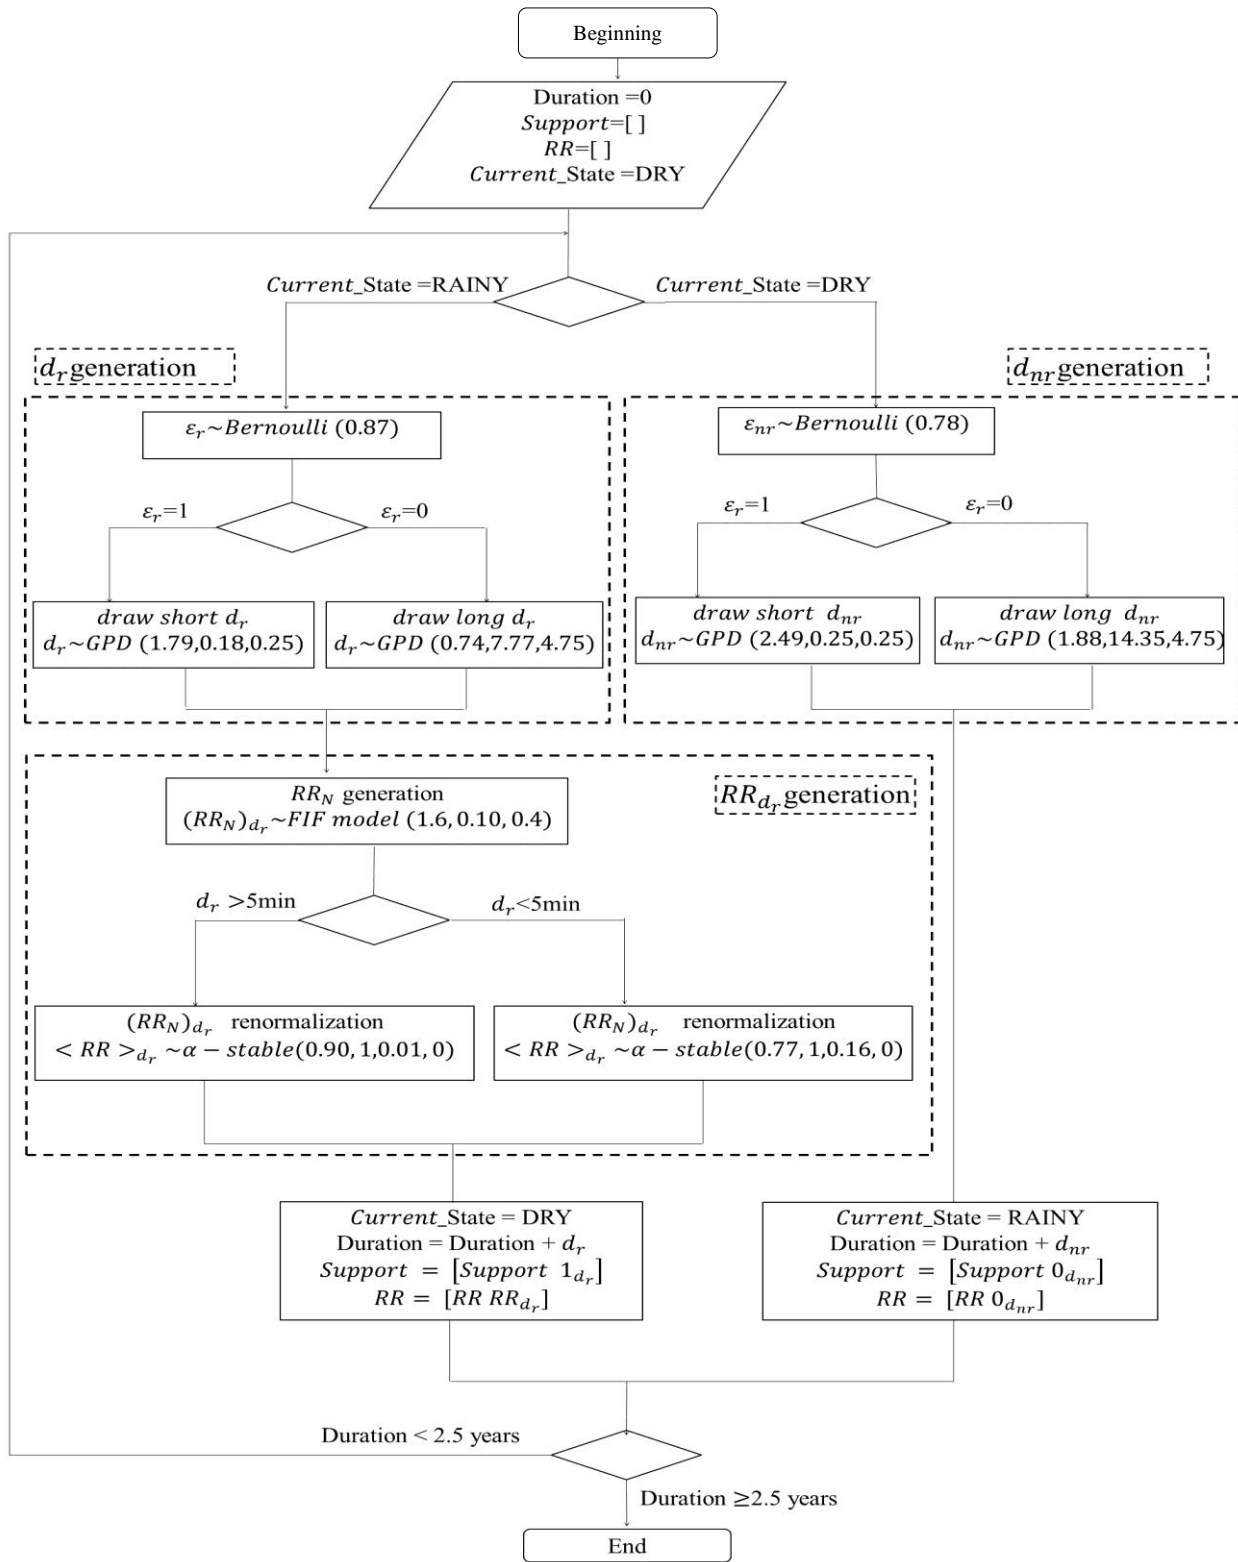 Beginning
Duration =0
Support=[ ]
RR=[ ]
Current_State =DRY
Current_State =RAINY
Current_State =DRY
d_r generation
d_nr generation
ε_r~Bernoulli (0.87)
ε_nr~Bernoulli (0.78)
ε_r=1
ε_r=0
ε_r=1
ε_r=0
draw short d_r
d_r~GPD (1.79,0.18,0.25)
draw long d_r
d_r~GPD (0.74,7.77,4.75)
draw short d_nr
d_nr~GPD (2.49,0.25,0.25)
draw long d_nr
d_nr~GPD (1.88,14.35,4.75)
RR_N generation
(RR_N)_d_r~FIF model (1.6, 0.10, 0.4)
RR_d_r generation
d_r >5min
d_r<5min
(RR_N)_d_r renormalization
< RR >_d_r ~α − stable(0.90, 1,0.01, 0)
(RR_N)_d_r renormalization
< RR >_d_r ~α − stable(0.77, 1,0.16, 0)
Current_State = DRY
Duration = Duration + d_r
Support = [Support 1_d_r]
RR = [RR RR_d_r]
Current_State = RAINY
Duration = Duration + d_nr
Support = [Support 0_d_nr]
RR = [RR 0_d_nr]
Duration < 2.5 years
Duration ≥2.5 years
End